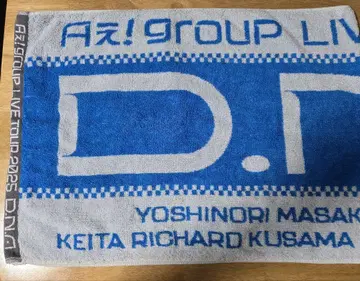 Aぇ! group LIVE TOUR 2025 D.N.A
Aぇ! group LIV
D.N
YOSHINORI MASAK
KEITA RICHARD KUSAMA